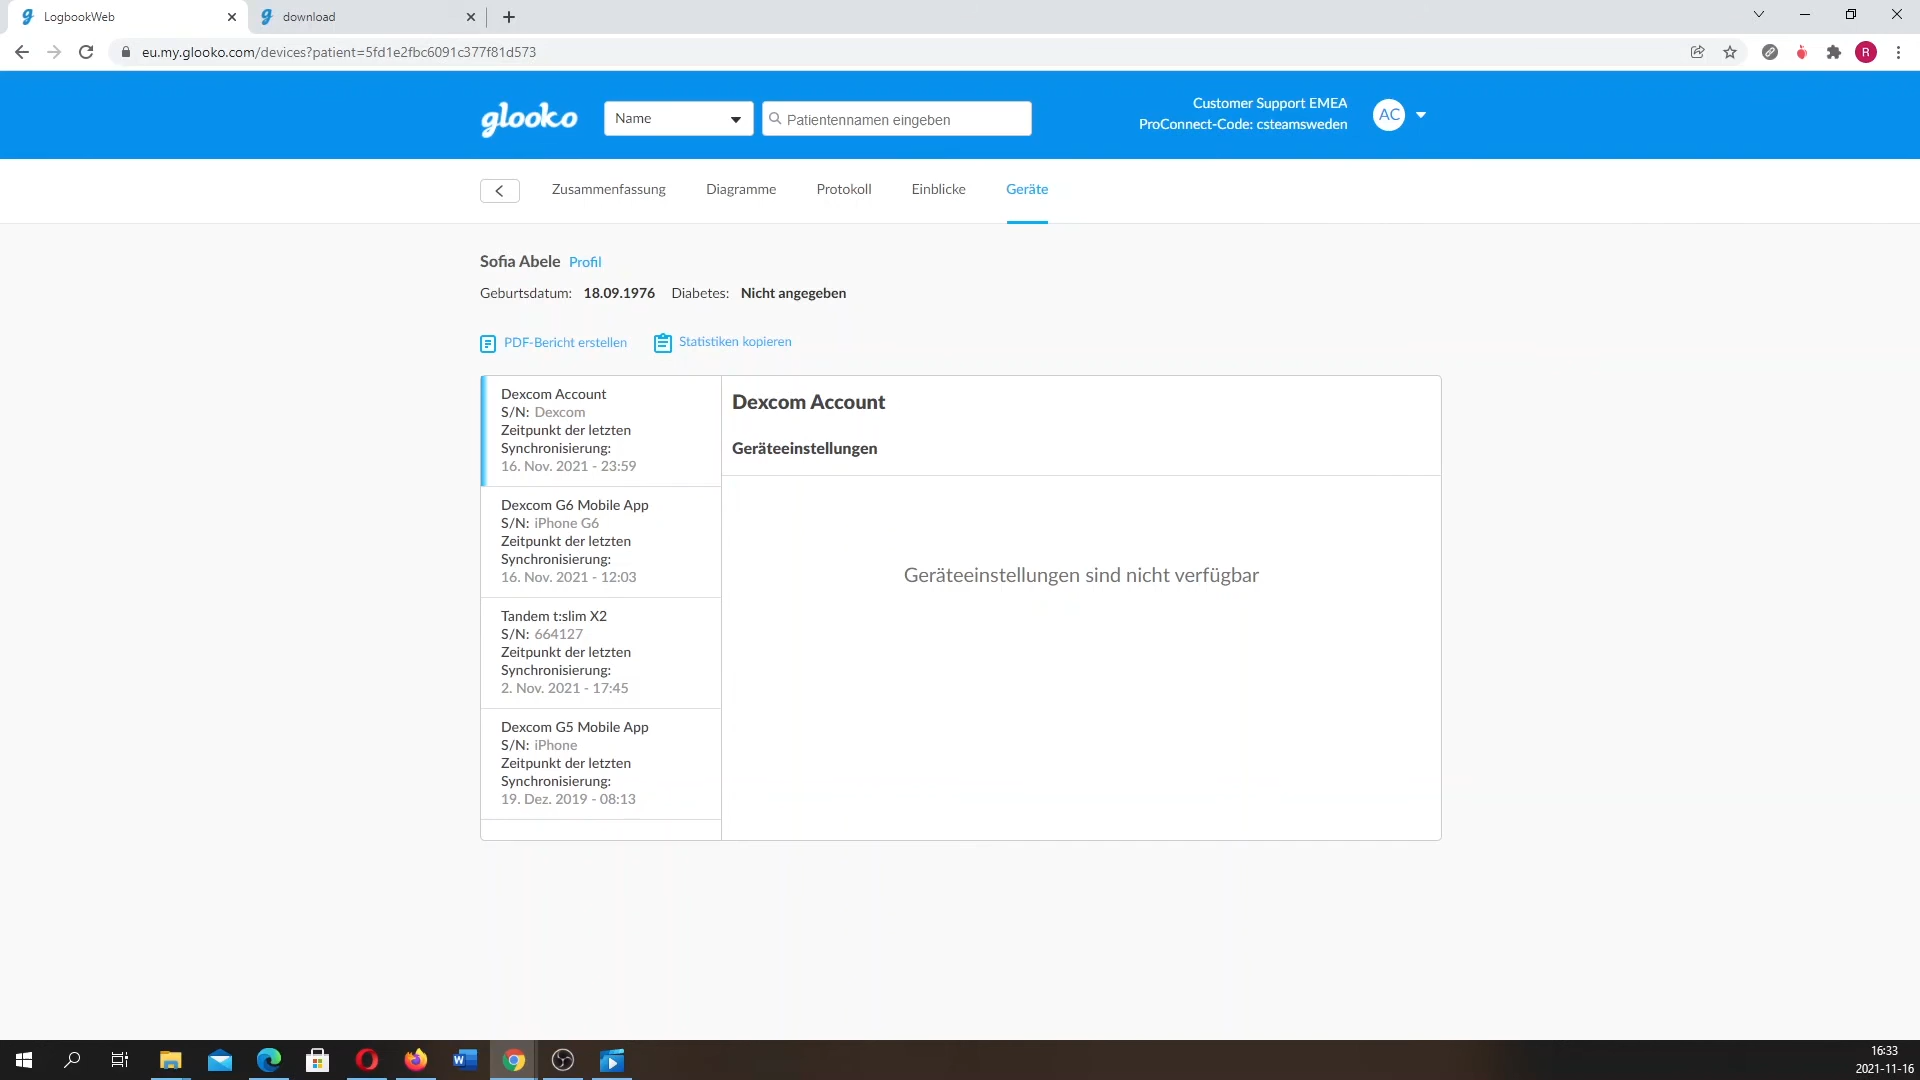 LogbookWeb
download
eu.my.glooko.com/devices?patient=5fd1e2fbc6091c377f81d573
R
glooko
Name
Patientennamen eingeben
Customer Support EMEA
ProConnect-Code: csteamsweden
AC
Zusammenfassung
Diagramme
Protokoll
Einblicke
Geräte
Sofia Abele Profil
Geburtsdatum: 18.09.1976 Diabetes: Nicht angegeben
PDF-Bericht erstellen
Statistiken kopieren
Dexcom Account
S/N: Dexcom
Zeitpunkt der letzten
Synchronisierung:
16. Nov. 2021 - 23:59
Dexcom G6 Mobile App
S/N: iPhone G6
Zeitpunkt der letzten
Synchronisierung:
16. Nov. 2021 - 12:03
Tandem t:slim X2
S/N: 664127
Zeitpunkt der letzten
Synchronisierung:
2. Nov. 2021 - 17:45
Dexcom G5 Mobile App
S/N: iPhone
Zeitpunkt der letzten
Synchronisierung:
19. Dez. 2019 - 08:13
Dexcom Account
Geräteeinstellungen
Geräteeinstellungen sind nicht verfügbar
16:33
2021-11-16